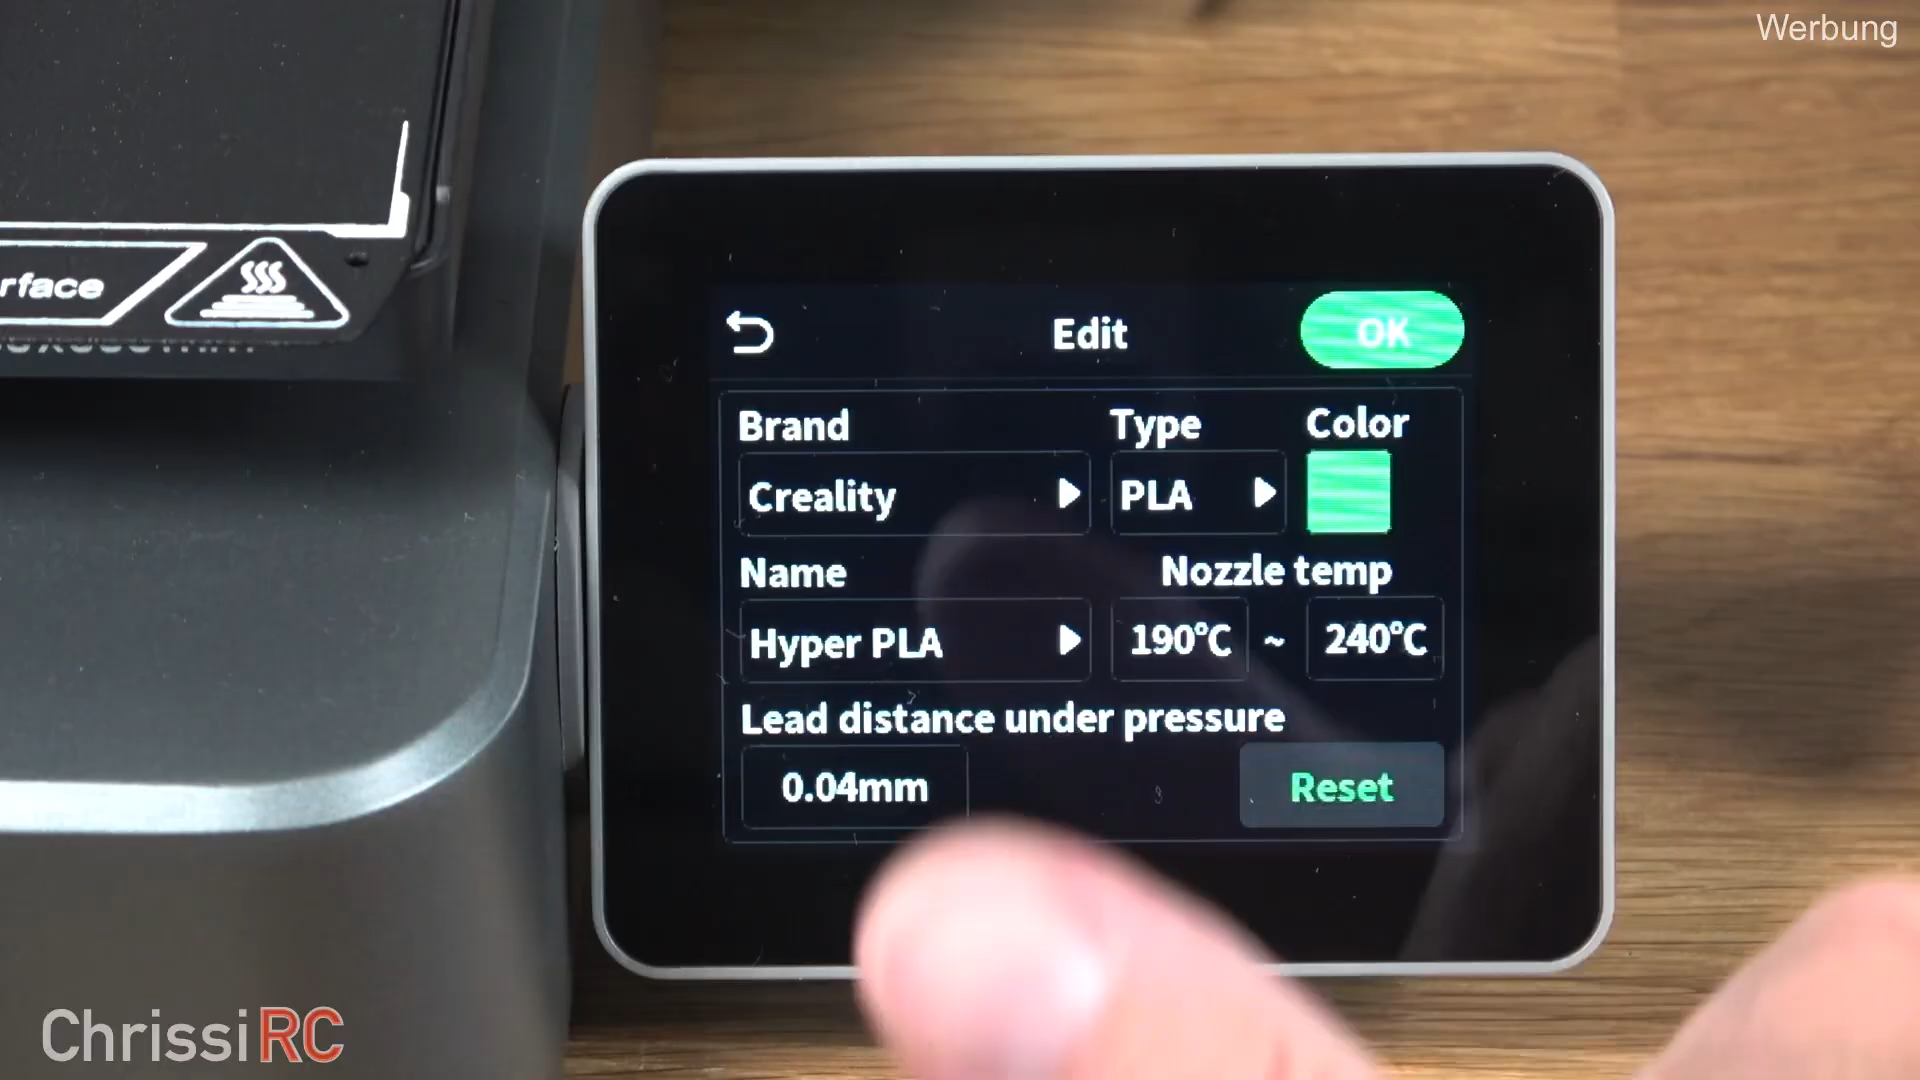 Werbung
rface
Edit
OK
Brand
Type
Color
Creality
PLA
Name
Nozzle temp
Hyper PLA
190℃ ~ 240℃
Lead distance under pressure
0.04mm
Reset
ChrissiRC